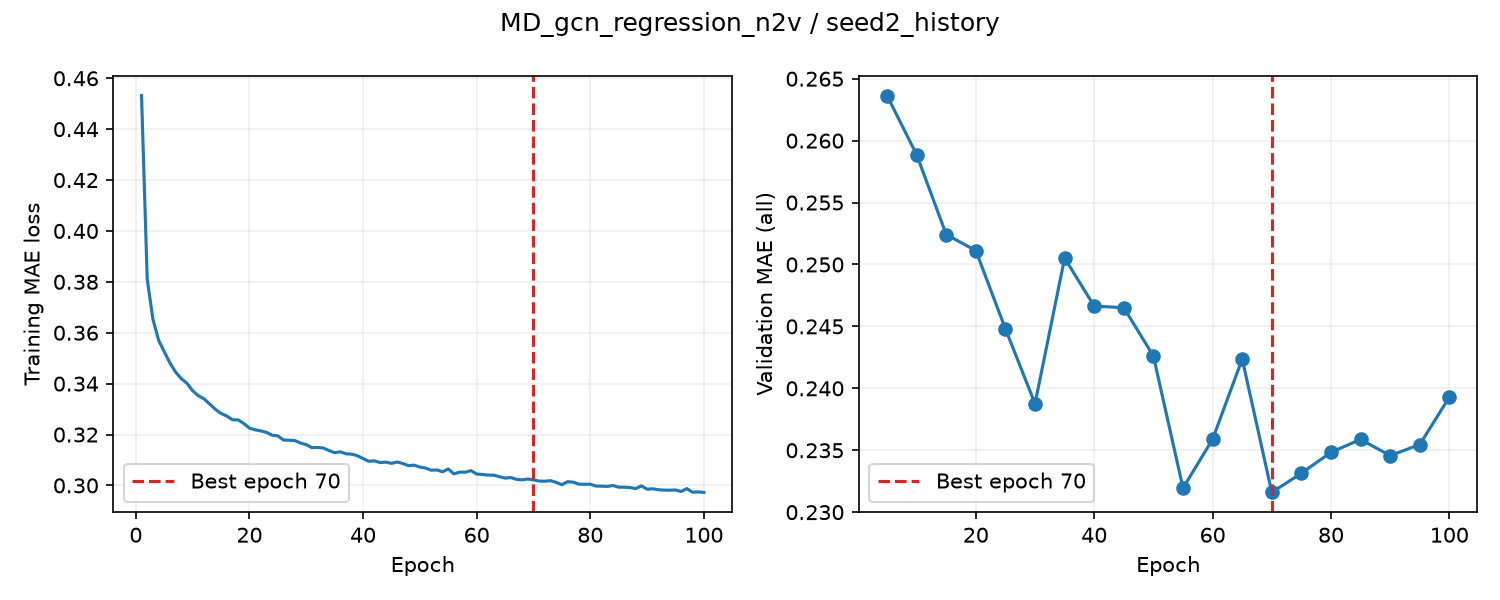 MD_gcn_regression_n2v / seed2_history
Training MAE loss
0.46
0.44
0.42
0.40
0.38
0.36
0.34
0.32
0.30
Best epoch 70
0 20 40 60 80 100
Epoch
Validation MAE (all)
0.265
0.260
0.255
0.250
0.245
0.240
0.235
0.230
Best epoch 70
20 40 60 80 100
Epoch